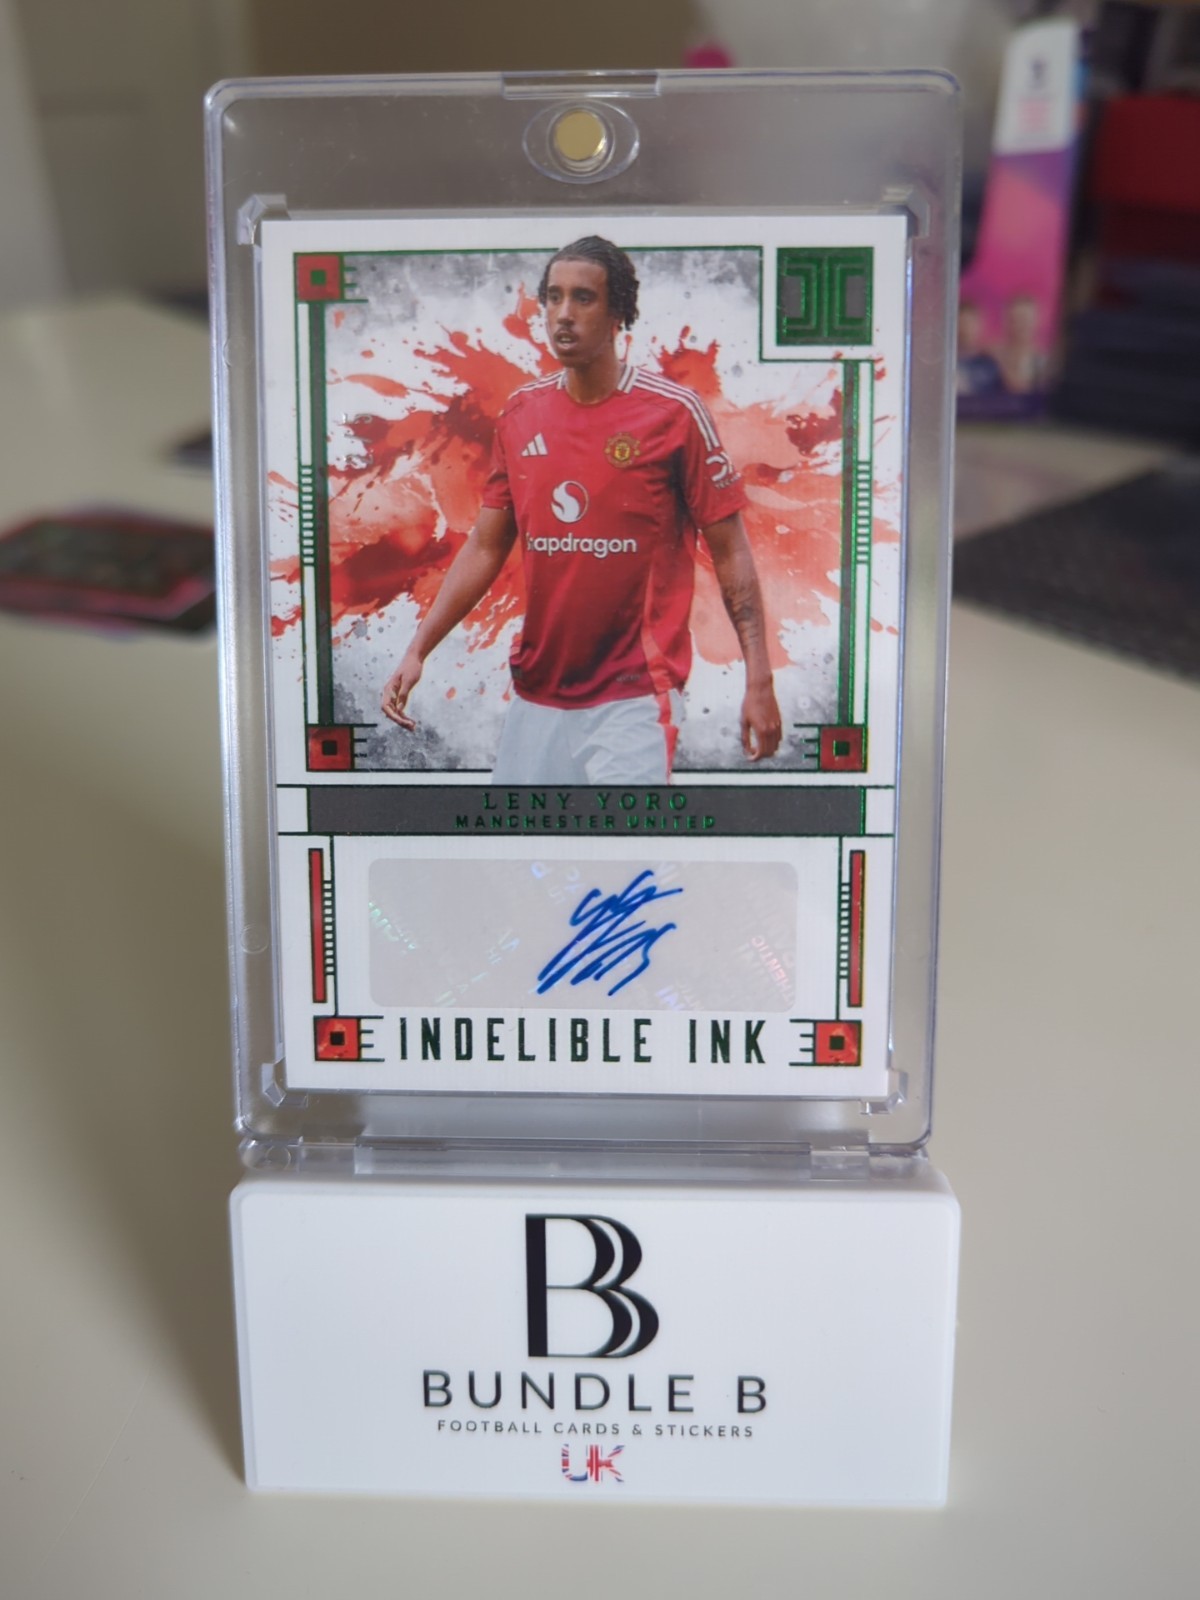 Snapdragon
LENY YORO
MANCHESTER UNITED
INDELIBLE INK
B
BUNDLE B
FOOTBALL CARDS & STICKERS
UK